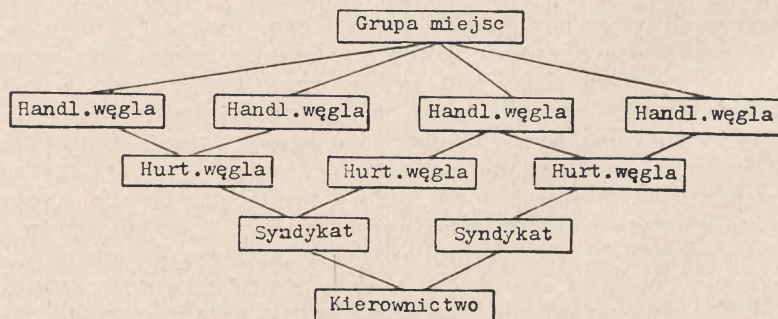 Grupa miejsc
Handl.węgla Handl.węgla Handl.węgla Handl.węgla
Hurt.węgla Hurt.węgla Hurt.węgla
Syndykat Syndykat
Kierownictwo